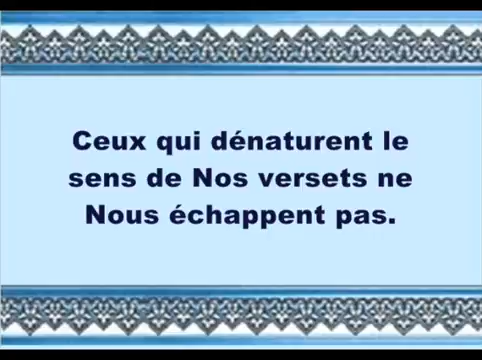 Ceux qui dénaturent le
sens de Nos versets ne
Nous échappent pas.